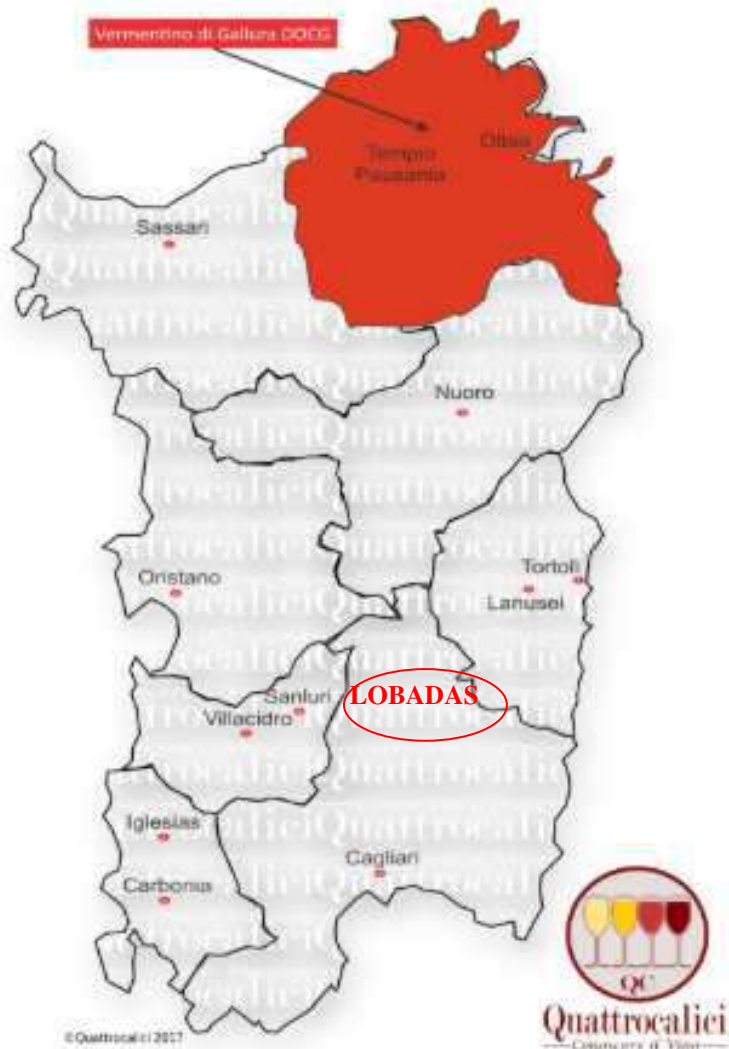 Vermentino di Gallura DOCG
Olbia
Tempio
Pausania
Sassari
Nuoro
Oristano
Tortolì
Lanusei
LOBADAS
Sanluri
Villacidro
Iglesias
Cagliari
Carbonia
QC
Quattrocalici
©Quattrocalici 2017